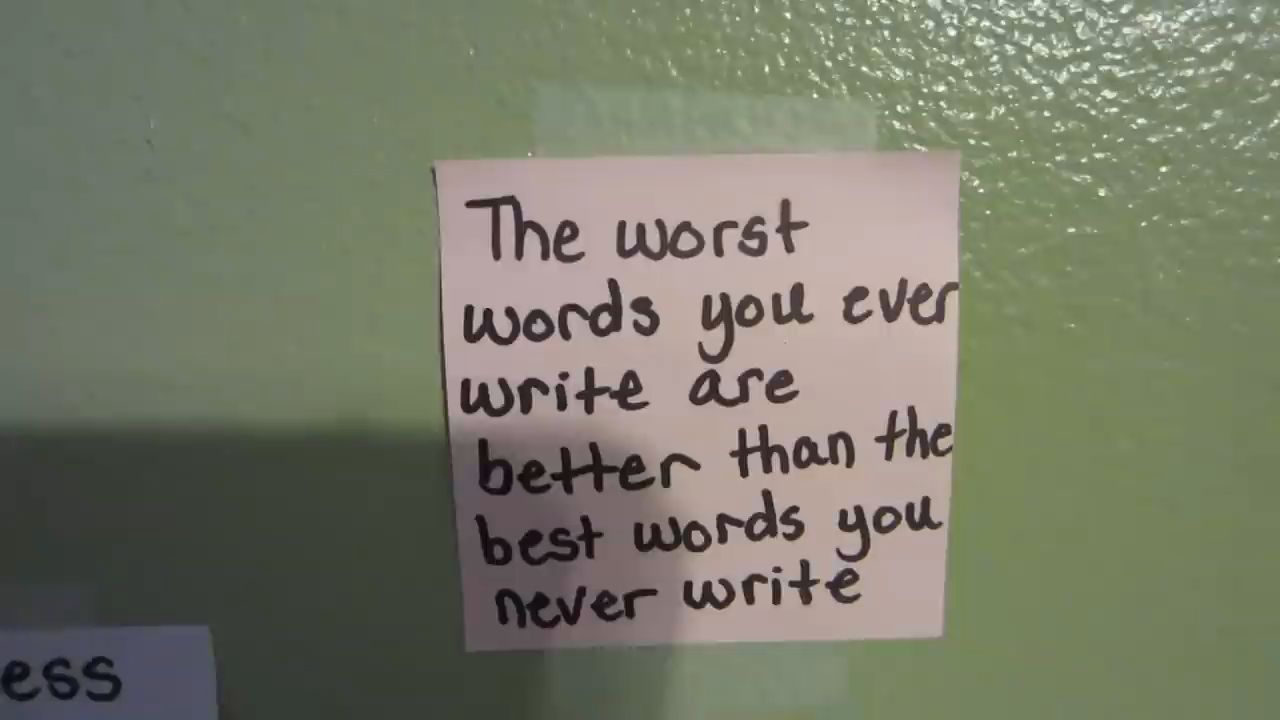 The worst
words you ever
write are
better than the
best words you
never write
ess